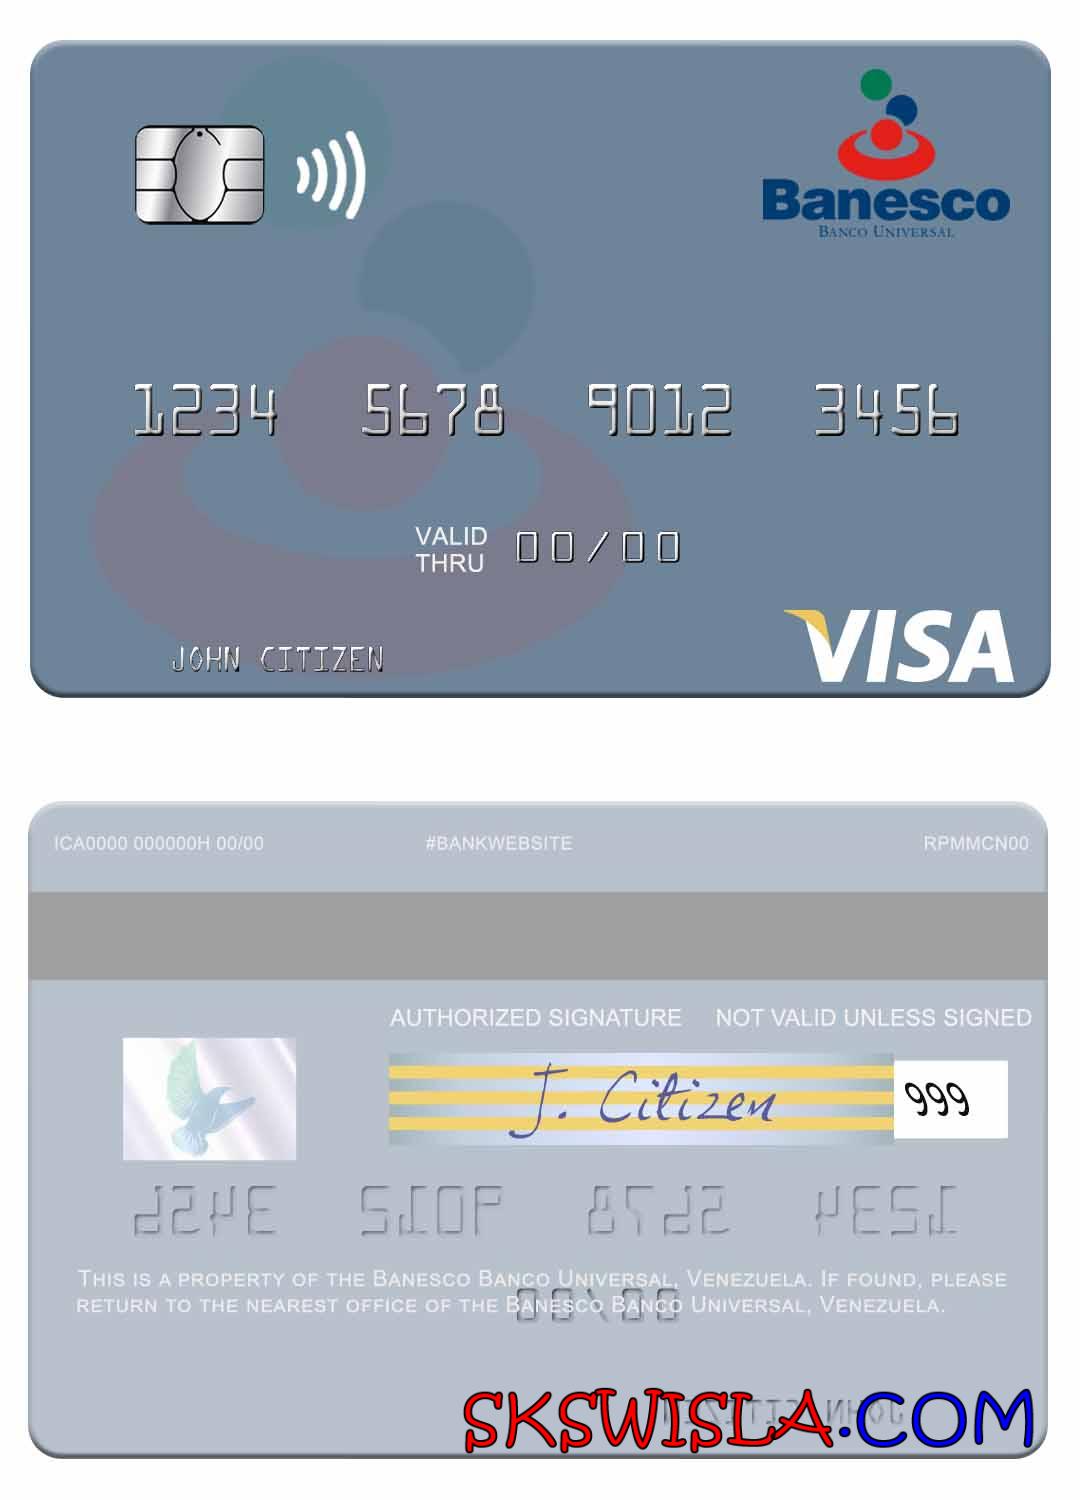 Banesco
BANCO UNIVERSAL
1234 5678 9012 3456
VALID
THRU
00/00
JOHN CITIZEN
VISA
ICA0000 000000H 00/00 #BANKWEBSITE RPMMCN00
AUTHORIZED SIGNATURE NOT VALID UNLESS SIGNED
J. Citizen 999
THIS IS A PROPERTY OF THE BANESCO BANCO UNIVERSAL, VENEZUELA. IF FOUND, PLEASE
RETURN TO THE NEAREST OFFICE OF THE BANESCO BANCO UNIVERSAL, VENEZUELA.
SKSWISLA.COM